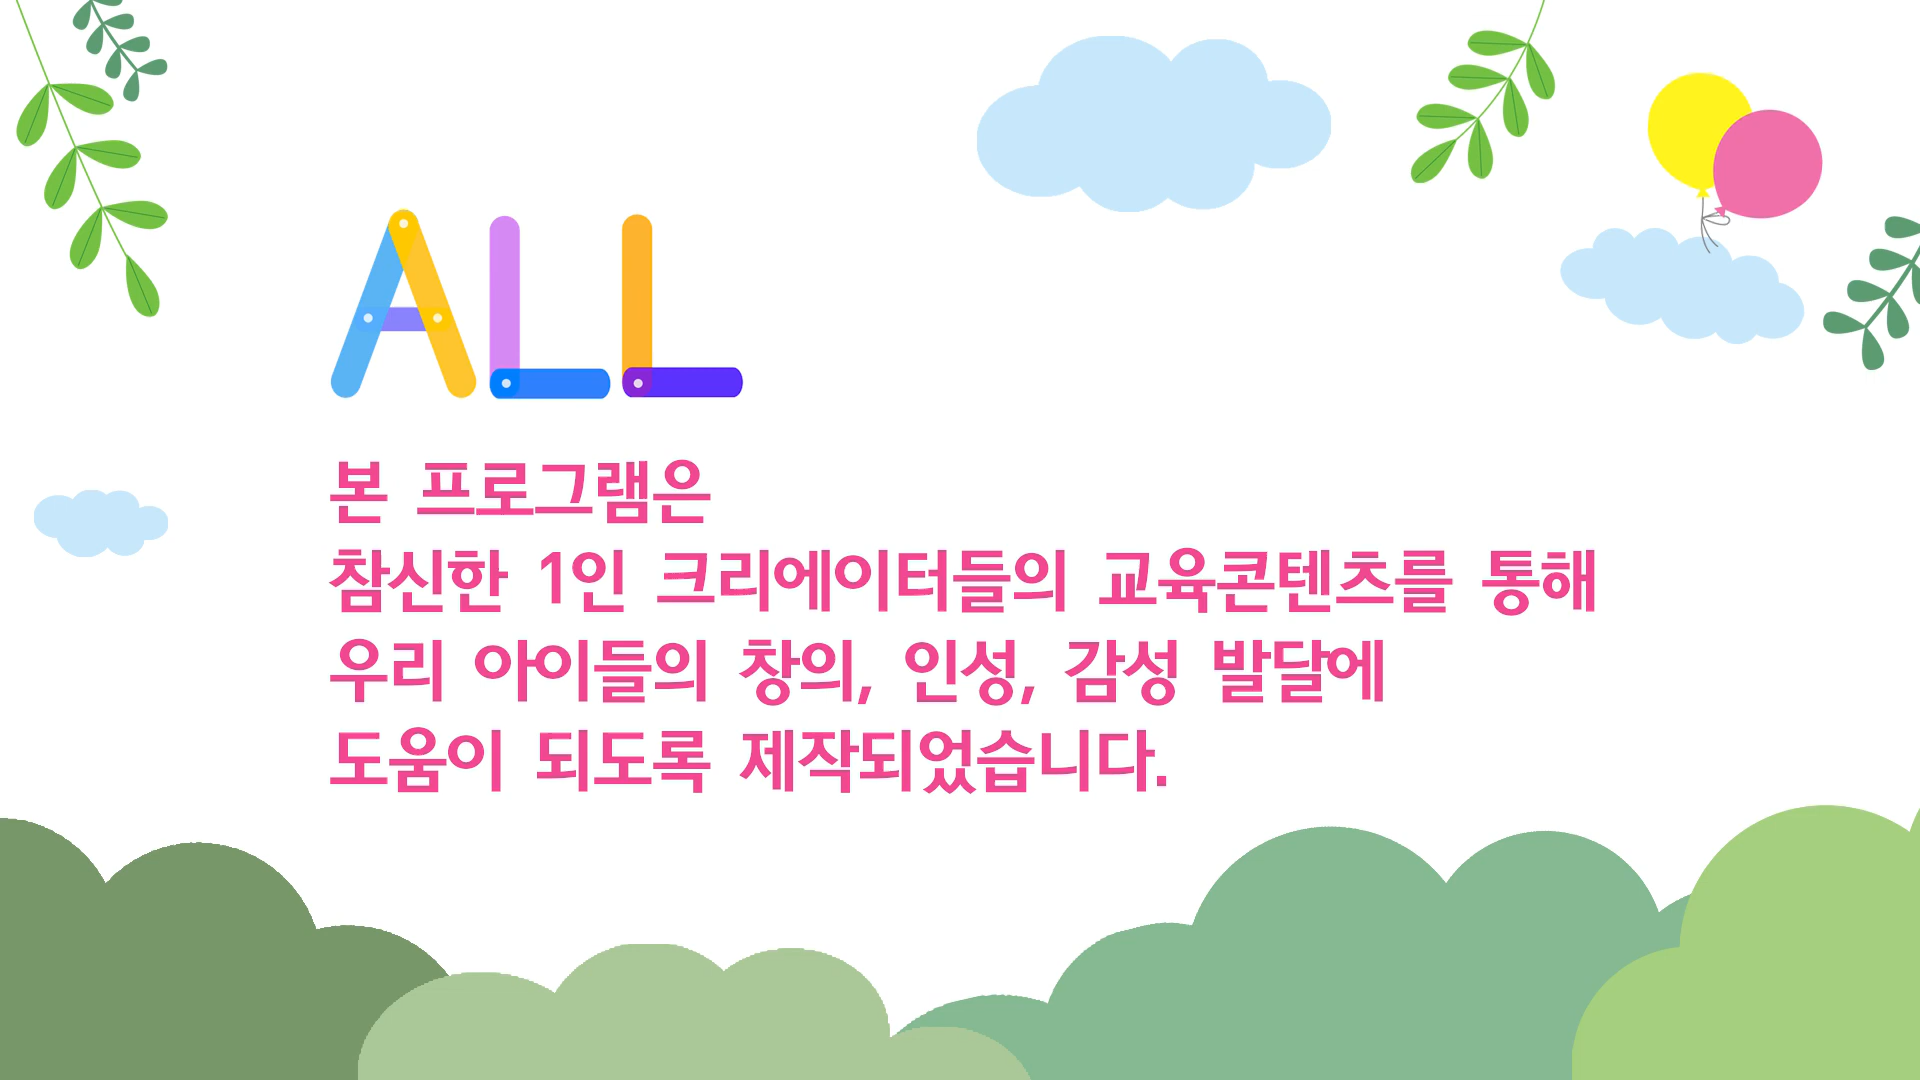 ALL
본 프로그램은
참신한 1인 크리에이터들의 교육콘텐츠를 통해
우리 아이들의 창의, 인성, 감성 발달에
도움이 되도록 제작되었습니다.